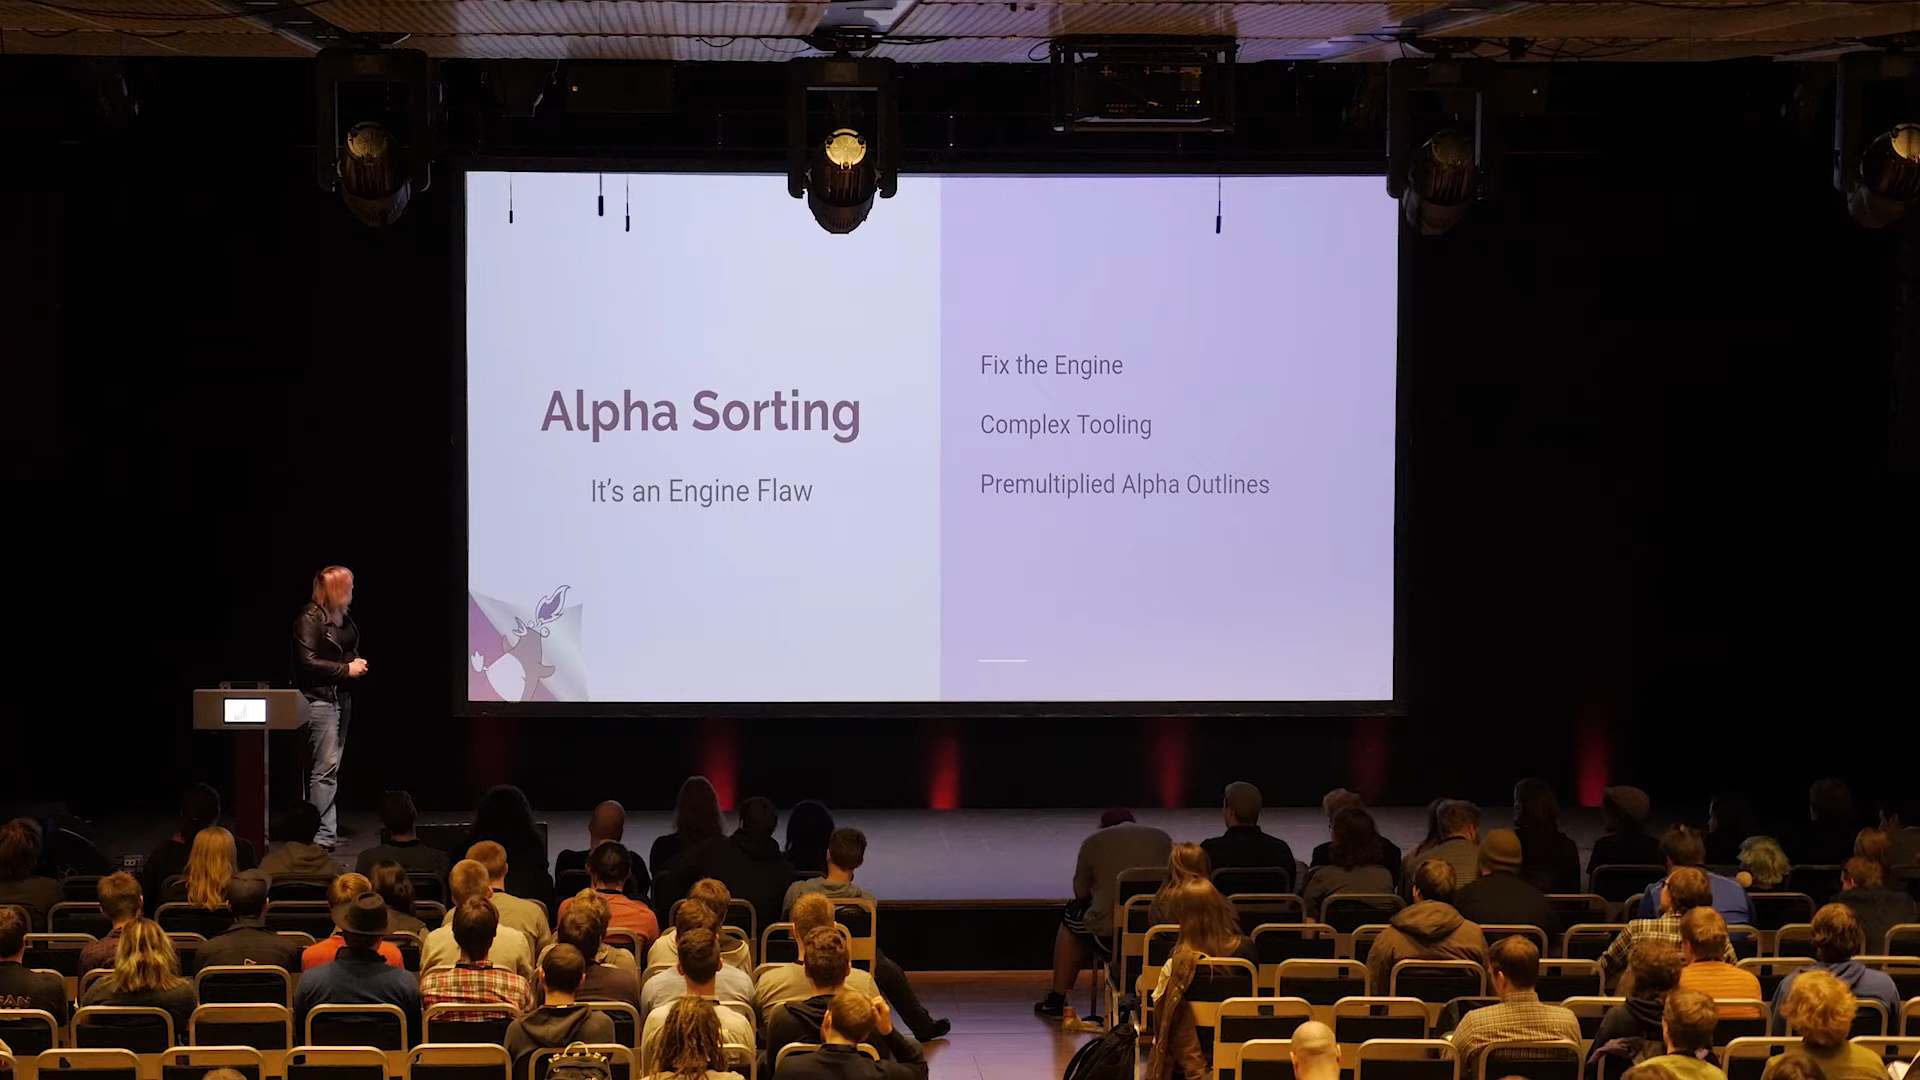 Alpha Sorting
It’s an Engine Flaw
Fix the Engine
Complex Tooling
Premultiplied Alpha Outlines